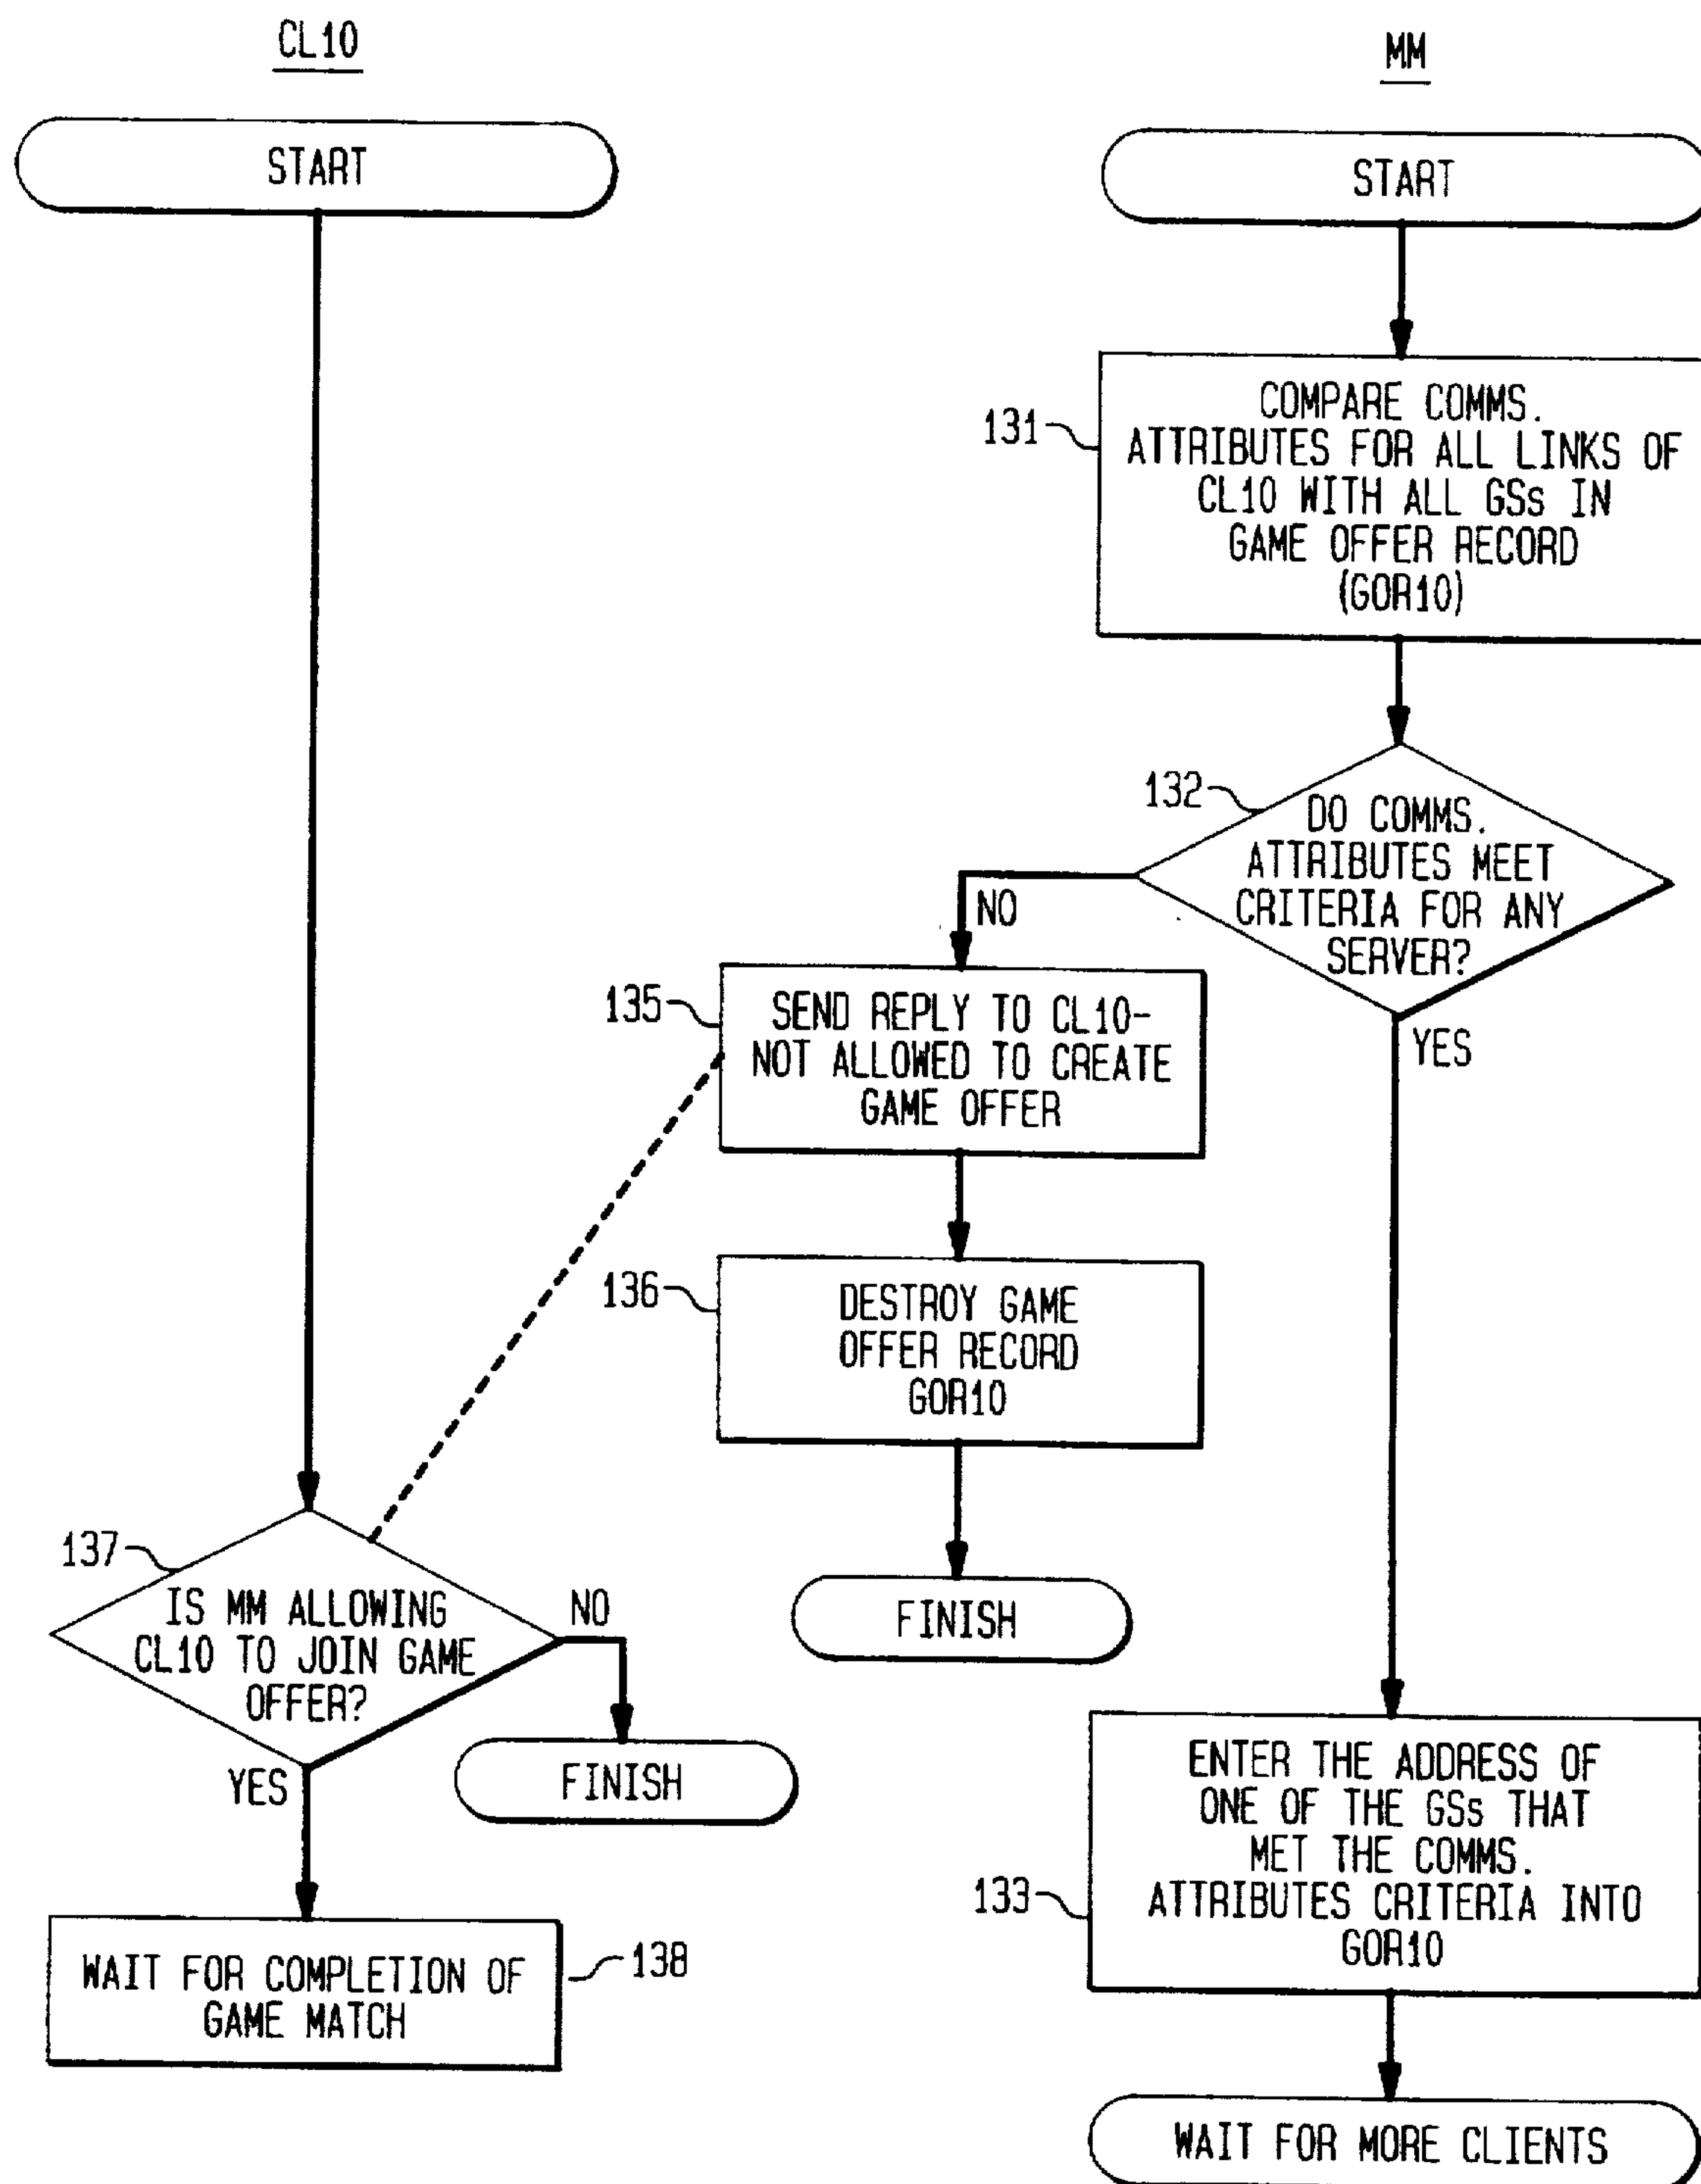 CL10
MM
START
START
131
COMPARE COMMS.
ATTRIBUTES FOR ALL LINKS OF
CL10 WITH ALL GSs IN
GAME OFFER RECORD
(GOR10)
132
DO COMMS.
ATTRIBUTES MEET
CRITERIA FOR ANY
SERVER?
NO
YES
135
SEND REPLY TO CL10-
NOT ALLOWED TO CREATE
GAME OFFER
136
DESTROY GAME
OFFER RECORD
GOR10
FINISH
137
IS MM ALLOWING
CL10 TO JOIN GAME
OFFER?
NO
YES
FINISH
138
WAIT FOR COMPLETION OF
GAME MATCH
133
ENTER THE ADDRESS OF
ONE OF THE GSs THAT
MET THE COMMS.
ATTRIBUTES CRITERIA INTO
GOR10
WAIT FOR MORE CLIENTS